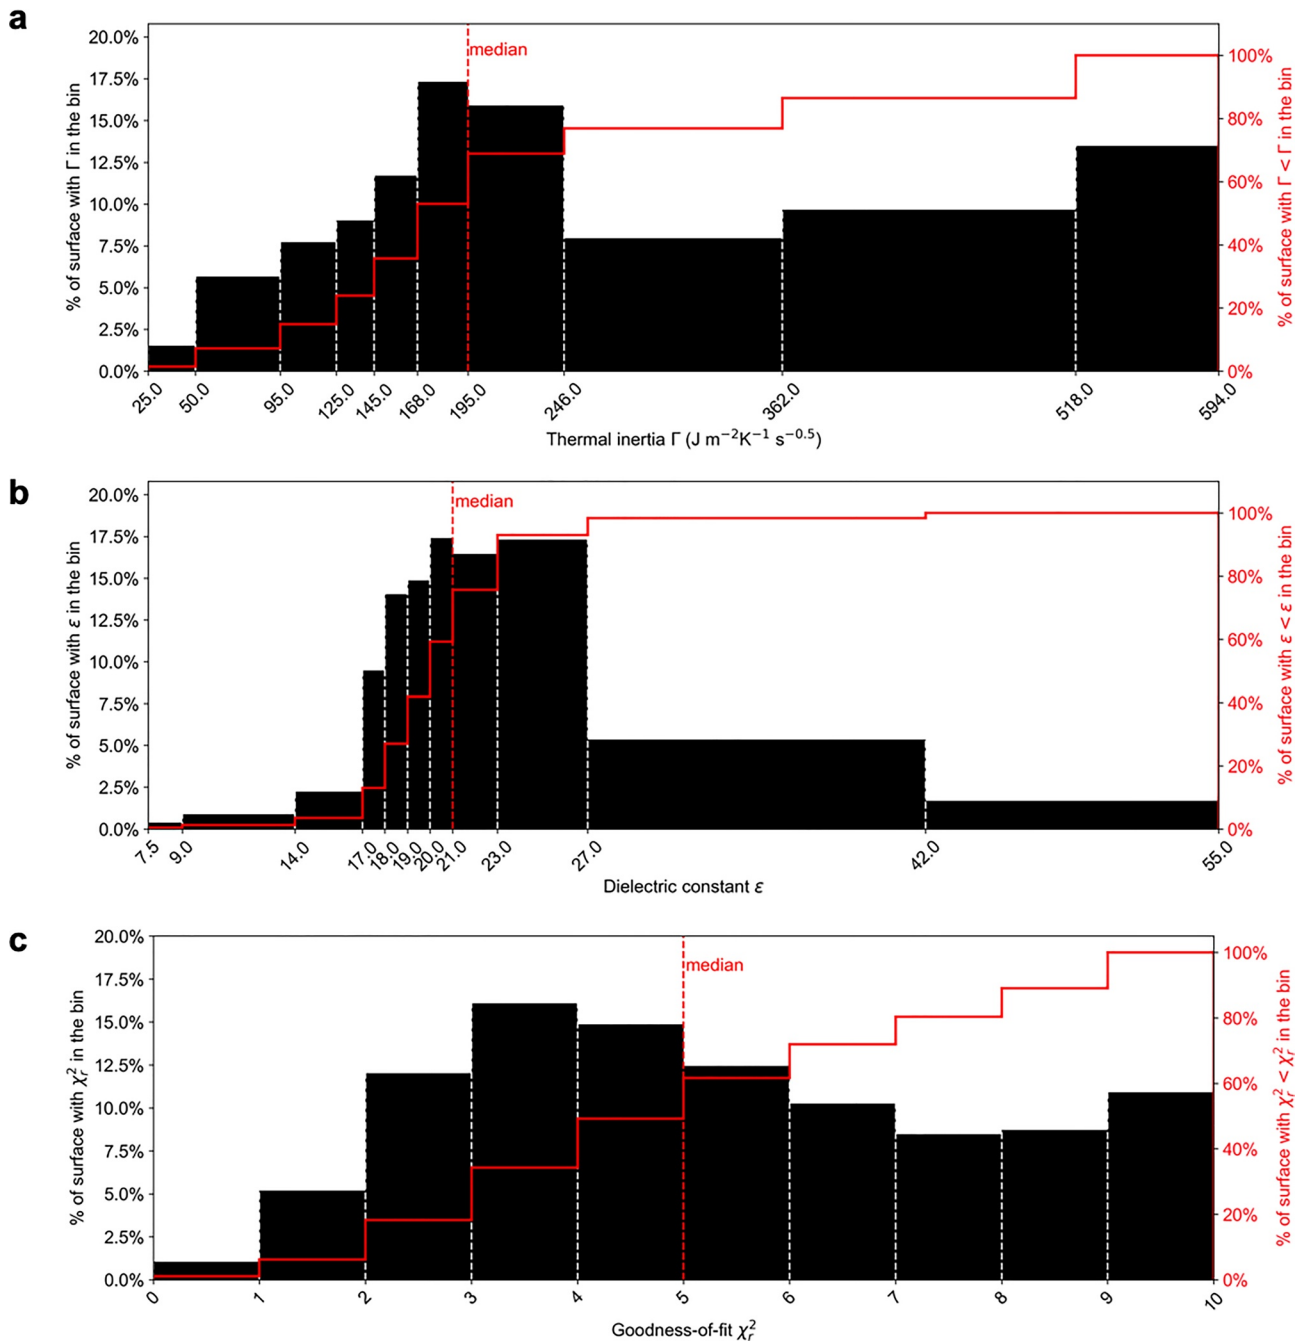 a
20.0%
17.5%
15.0%
12.5%
10.0%
7.5%
5.0%
2.5%
0.0%
% of surface with Γ in the bin
median
100%
80%
60%
40%
20%
0%
% of surface with Γ < Γ in the bin
25.0 50.0 95.0 125.0 145.0 168.0 195.0 246.0 362.0 518.0 594.0
Thermal inertia Γ (J m⁻²K⁻¹ s⁻⁰·⁵)
b
20.0%
17.5%
15.0%
12.5%
10.0%
7.5%
5.0%
2.5%
0.0%
% of surface with ε in the bin
median
100%
80%
60%
40%
20%
0%
% of surface with ε < ε in the bin
7.5 9.0 14.0 17.0 18. 19.0 20.0 21.0 23.0 27.0 42.0 55.0
Dielectric constant ε
c
20.0%
17.5%
15.0%
12.5%
10.0%
7.5%
5.0%
2.5%
0.0%
% of surface with χ²ᵣ in the bin
median
100%
80%
60%
40%
20%
0%
% of surface with χ²ᵣ < χ²ᵣ in the bin
0 1 2 3 4 5 6 7 8 9 10
Goodness-of-fit χ²ᵣ